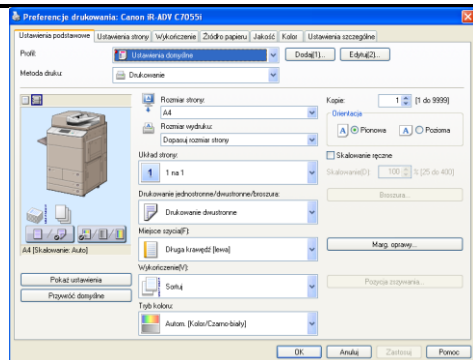 Preferencje drukowania: Canon iR-ADV C7055i
Ustawienia podstawowe Ustawienia strony Wykończenie Źródło papieru Jakość Kolor Ustawienia szczególne
Profil: Ustawienia domyślne Dodaj(1)... Edytuj(2)...
Metoda druku: Drukowanie
Rozmiar strony: Kopie: 1 [1 do 9999]
A4 Orientacja
Rozmiar wydruku: A Pionowa A Pozioma
Dopasuj rozmiar strony
Układ strony: Skalowanie ręczne
1 1 na 1 Skalowanie(O): 100 % [25 do 400]
Drukowanie jednostronne/dwustronne/broszura: Broszura...
Drukowanie dwustronne
Miejsce szycia(F):
Długa krawędź [lewa] Marg. oprawy...
A4 [Skalowanie: Auto]
Wykończenie(V):
Pokaż ustawienia Sortuj Pozycja zszywania...
Przywróć domyślne
Tryb koloru:
Autom. [Kolor/Czarno-biały]
OK Anuluj Zastosuj Pomoc